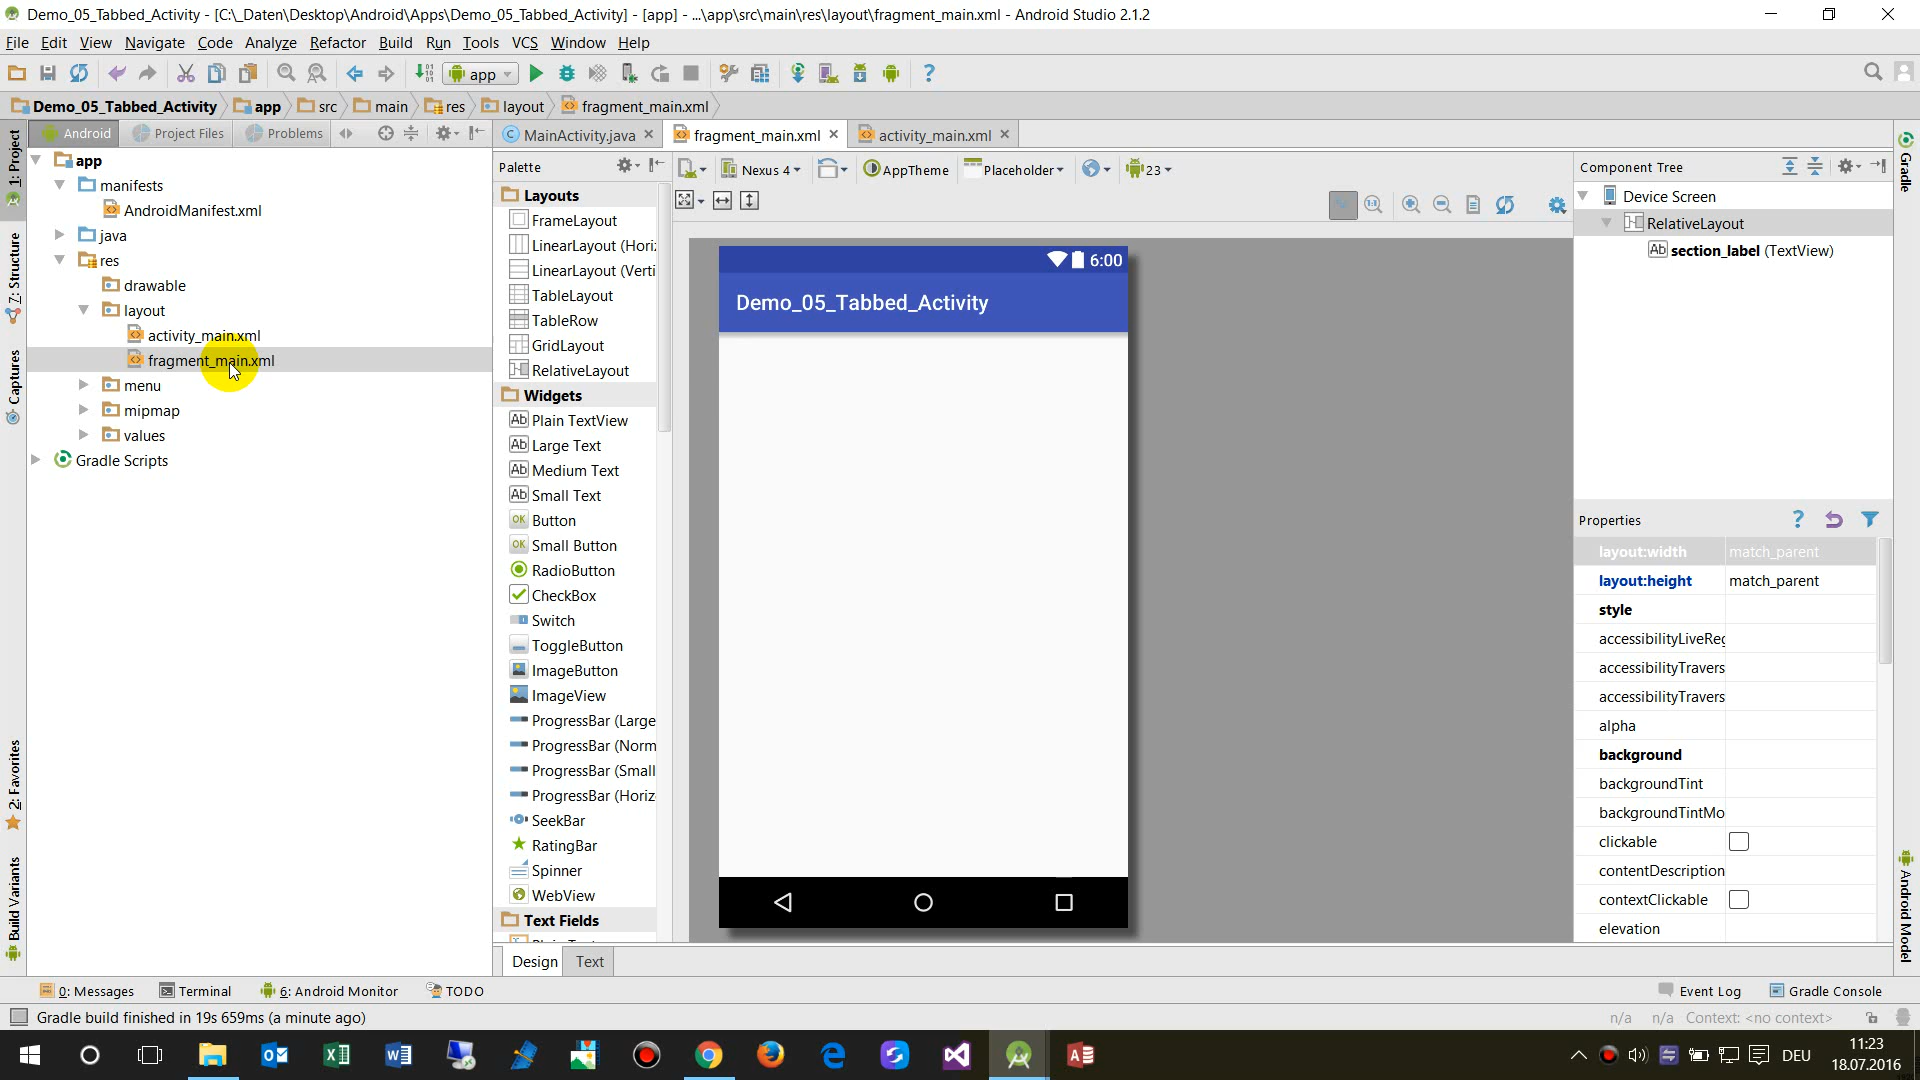 Demo_05_Tabbed_Activity - [C:\_Daten\Desktop\Android\Apps\Demo_05_Tabbed_Activity] - [app] - ...\app\src\main\res\layout\fragment_main.xml - Android Studio 2.1.2
File Edit View Navigate Code Analyze Refactor Build Run Tools VCS Window Help
app
Demo_05_Tabbed_Activity app src main res layout fragment_main.xml
Android Project Files Problems
MainActivity.java fragment_main.xml activity_main.xml
1: Project
7: Structure
Captures
2: Favorites
Build Variants
app
manifests
AndroidManifest.xml
java
res
drawable
layout
activity_main.xml
fragment_main.xml
menu
mipmap
values
Gradle Scripts
Palette
Layouts
FrameLayout
LinearLayout (Horiz
LinearLayout (Verti
TableLayout
TableRow
GridLayout
RelativeLayout
Widgets
Ab Plain TextView
Ab Large Text
Ab Medium Text
Ab Small Text
OK Button
OK Small Button
RadioButton
CheckBox
Switch
ToggleButton
ImageButton
ImageView
ProgressBar (Large
ProgressBar (Norm
ProgressBar (Small
ProgressBar (Horiz
SeekBar
RatingBar
Spinner
WebView
Text Fields
Nexus 4 AppTheme Placeholder 23
1:1
6:00
Demo_05_Tabbed_Activity
Design Text
Component Tree
Device Screen
RelativeLayout
Ab section_label (TextView)
Properties
layout:width match_parent
layout:height match_parent
style
accessibilityLiveReg
accessibilityTravers
accessibilityTravers
alpha
background
backgroundTint
backgroundTintMo
clickable
contentDescription
contextClickable
elevation
Gradle
Android Model
0: Messages Terminal 6: Android Monitor TODO
Event Log Gradle Console
Gradle build finished in 19s 659ms (a minute ago)
n/a n/a Context: <no context>
DEU
11:23
18.07.2016